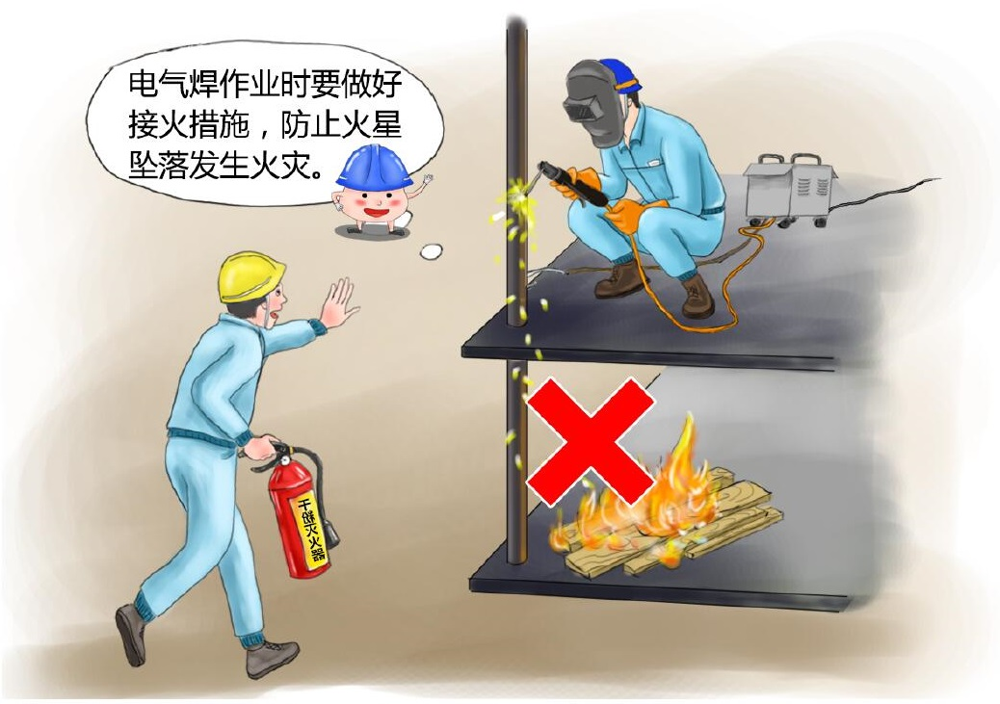 电气焊作业时要做好
接火措施，防止火星
坠落发生火灾。
干粉灭火器